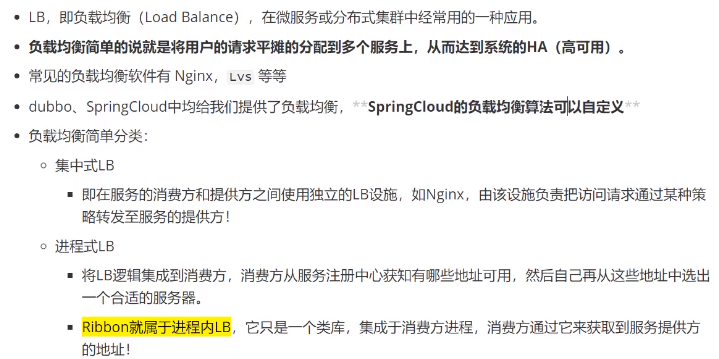 LB，即负载均衡（Load Balance），在微服务或分布式集群中经常用的一种应用。
负载均衡简单的说就是将用户的请求平摊的分配到多个服务上，从而达到系统的HA（高可用）。
常见的负载均衡软件有 Nginx，Lvs 等等
dubbo、SpringCloud中均给我们提供了负载均衡，**SpringCloud的负载均衡算法可以自定义**
负载均衡简单分类：
集中式LB
即在服务的消费方和提供方之间使用独立的LB设施，如Nginx，由该设施负责把访问请求通过某种策
略转发至服务的提供方！
进程式LB
将LB逻辑集成到消费方，消费方从服务注册中心获知有哪些地址可用，然后自己再从这些地址中选出
一个合适的服务器。
Ribbon就属于进程内LB，它只是一个类库，集成于消费方进程，消费方通过它来获取到服务提供方
的地址！